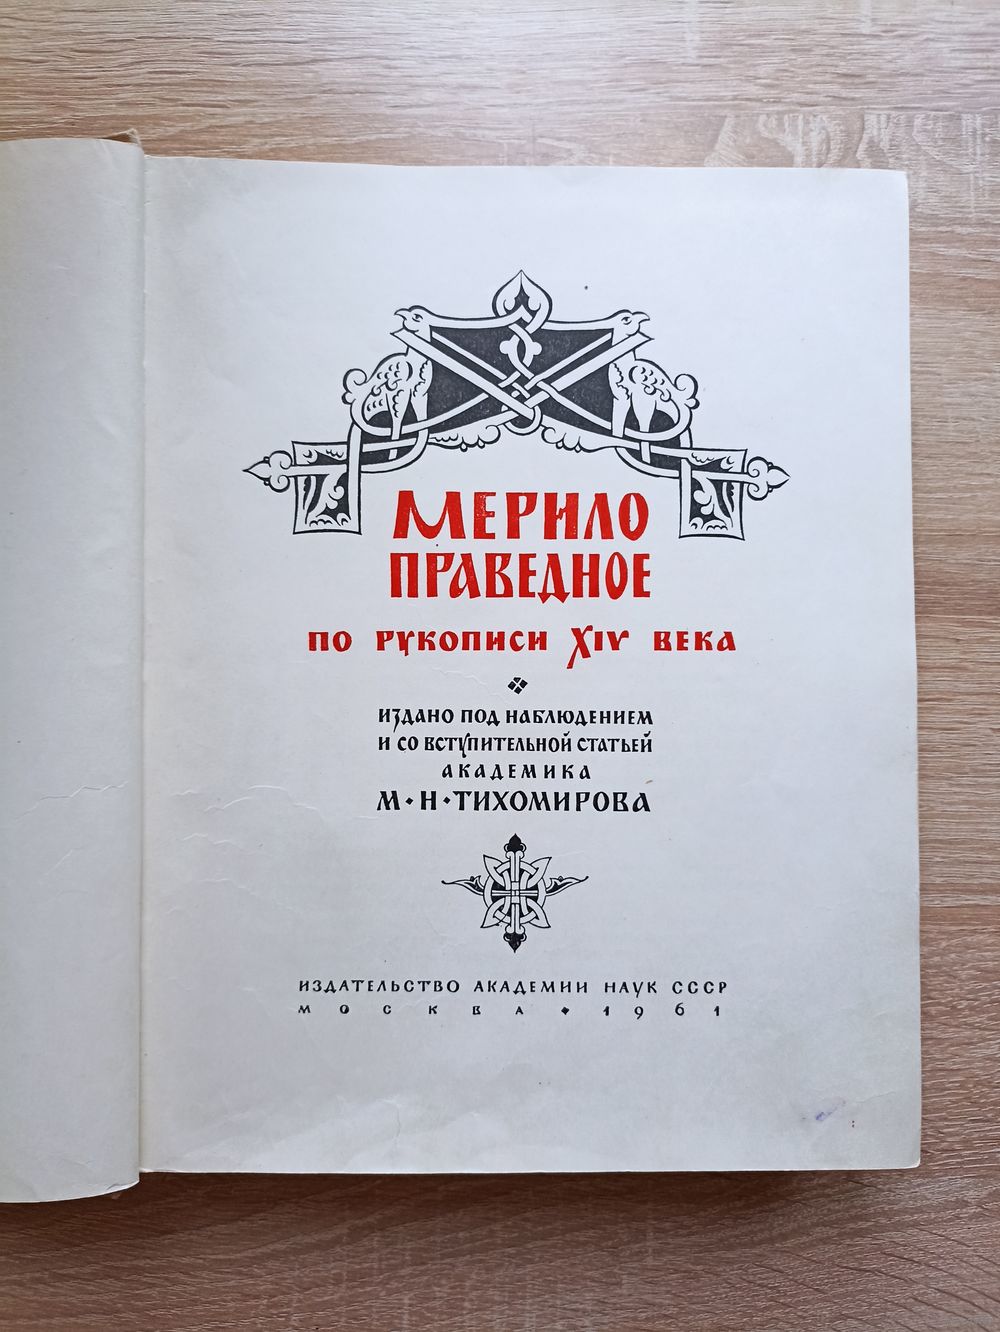 МЕРИЛО
ПРАВЕДНОЕ
ПО РУКОПИСИ XIV ВЕКА
ИЗДАНО ПОД НАБЛЮДЕНИЕМ
И СО ВСТУПИТЕЛЬНОЙ СТАТЬЕЙ
АКАДЕМИКА
М·Н·ТИХОМИРОВА
ИЗДАТЕЛЬСТВО АКАДЕМИИ НАУК СССР
МОСКВА · 1961